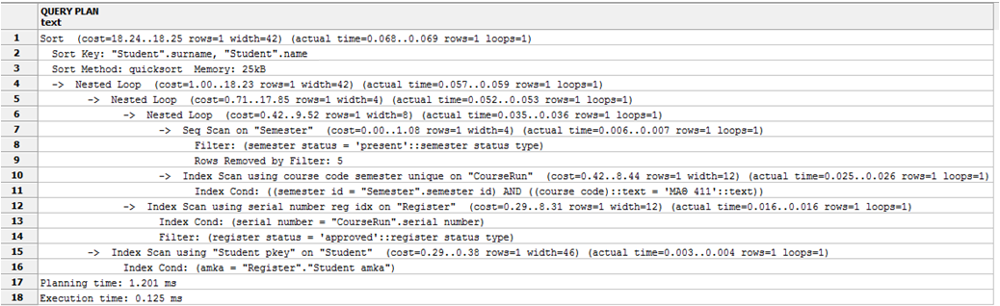 QUERY PLAN
text
1 Sort (cost=18.24..18.25 rows=1 width=42) (actual time=0.068..0.069 rows=1 loops=1)
2 Sort Key: "Student".surname, "Student".name
3 Sort Method: quicksort Memory: 25kB
4 -> Nested Loop (cost=1.00..18.23 rows=1 width=42) (actual time=0.057..0.059 rows=1 loops=1)
5 -> Nested Loop (cost=0.71..17.85 rows=1 width=4) (actual time=0.052..0.053 rows=1 loops=1)
6 -> Nested Loop (cost=0.42..9.52 rows=1 width=8) (actual time=0.035..0.036 rows=1 loops=1)
7 -> Seq Scan on "Semester" (cost=0.00..1.08 rows=1 width=4) (actual time=0.006..0.007 rows=1 loops=1)
8 Filter: (semester status = 'present'::semester status type)
9 Rows Removed by Filter: 5
10 -> Index Scan using course code semester unique on "CourseRun" (cost=0.42..8.44 rows=1 width=12) (actual time=0.025..0.026 rows=1 loops=1)
11 Index Cond: ((semester id = "Semester".semester id) AND ((course code)::text = 'ΜΑΘ 411'::text))
12 -> Index Scan using serial number reg idx on "Register" (cost=0.29..8.31 rows=1 width=12) (actual time=0.016..0.016 rows=1 loops=1)
13 Index Cond: (serial number = "CourseRun".serial number)
14 Filter: (register status = 'approved'::register status type)
15 -> Index Scan using "Student pkey" on "Student" (cost=0.29..0.38 rows=1 width=46) (actual time=0.003..0.004 rows=1 loops=1)
16 Index Cond: (amka = "Register"."Student amka")
17 Planning time: 1.201 ms
18 Execution time: 0.125 ms